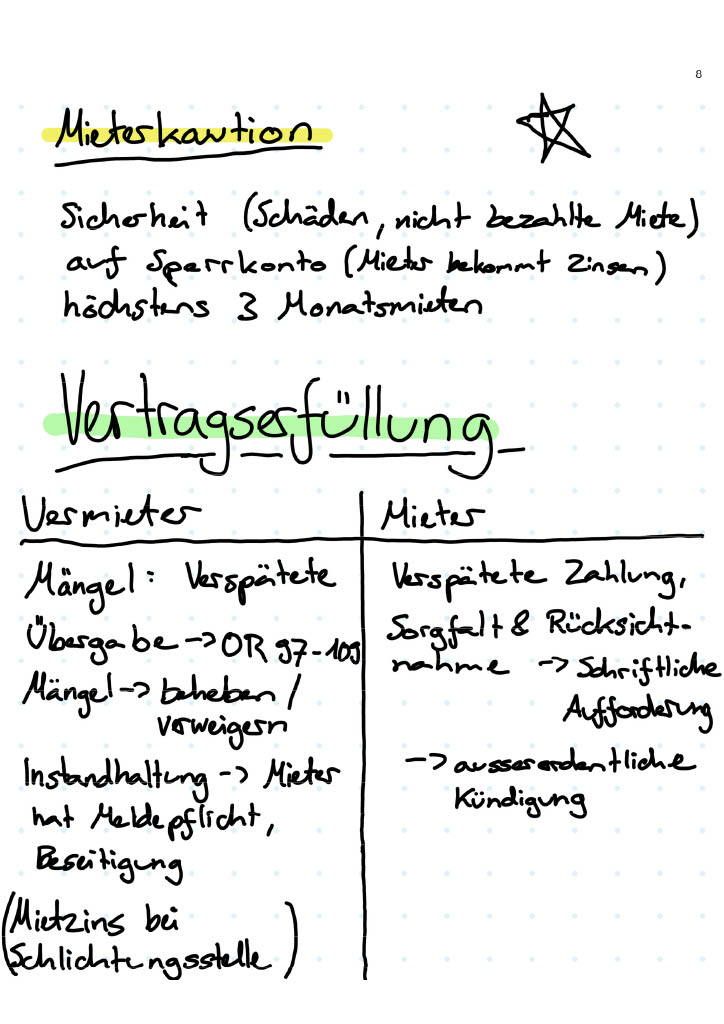 8
Mieterkaution
Sicherheit (Schäden, nicht bezahlte Miete)
auf Sperrkonto (Mieter bekommt Zinsen)
höchstens 3 Monatsmieten
Vertragserfüllung
Vermieter
Mängel: Verspätete
Übergabe -> OR 97-109
Mängel -> beheben /
verweigern
Instandhaltung -> Mieter
hat Meldepflicht,
Beseitigung
(Mietzins bei
Schlichtungsstelle)
Mieter
Verspätete Zahlung,
Sorgfalt & Rücksicht-
nahme -> Schriftliche
Aufforderung
-> ausserordentliche
Kündigung